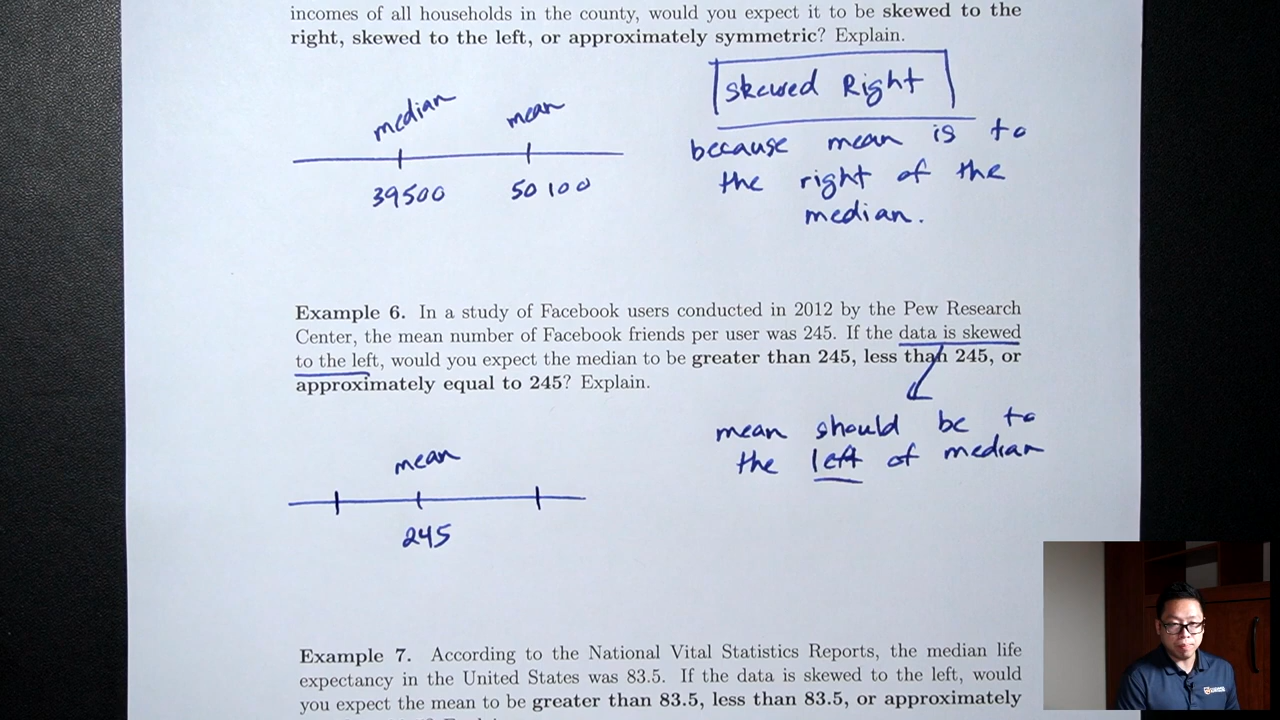 incomes of all households in the county, would you expect it to be skewed to the
right, skewed to the left, or approximately symmetric? Explain.
median mean
39500 50100
Skewed Right
because mean is to
the right of the
median.
Example 6. In a study of Facebook users conducted in 2012 by the Pew Research
Center, the mean number of Facebook friends per user was 245. If the data is skewed
to the left, would you expect the median to be greater than 245, less than 245, or
approximately equal to 245? Explain.
mean
245
mean should be to
the left of median
Example 7. According to the National Vital Statistics Reports, the median life
expectancy in the United States was 83.5. If the data is skewed to the left, would
you expect the mean to be greater than 83.5, less than 83.5, or approximately